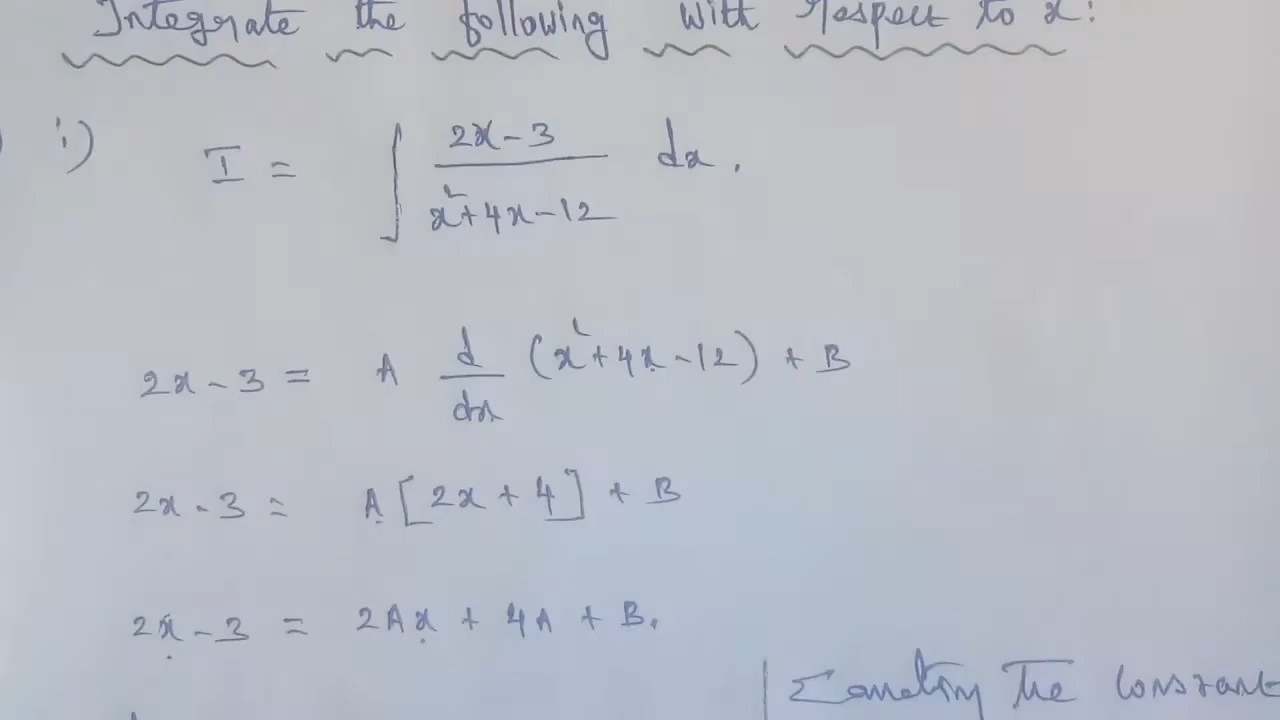 Integrate the following with respect to x:
i) I = ∫ (2x-3)/(x²+4x-12) dx.
2x-3 = A d/dx (x²+4x-12) + B
2x-3 = A[2x+4] + B
2x-3 = 2Ax + 4A + B.
Equating the constant